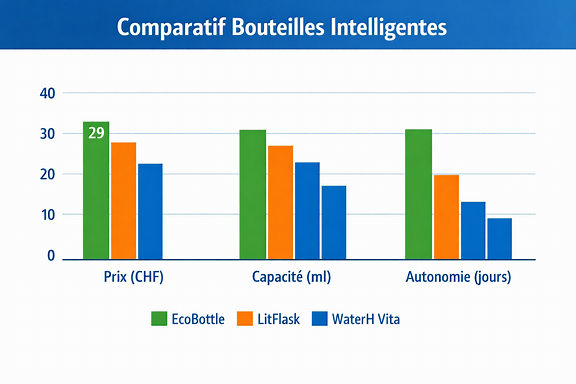 Comparatif Bouteilles Intelligentes
40
30
20
10
0
29
Prix (CHF)
Capacité (ml)
Autonomie (jours)
EcoBottle
LitFlask
WaterH Vita